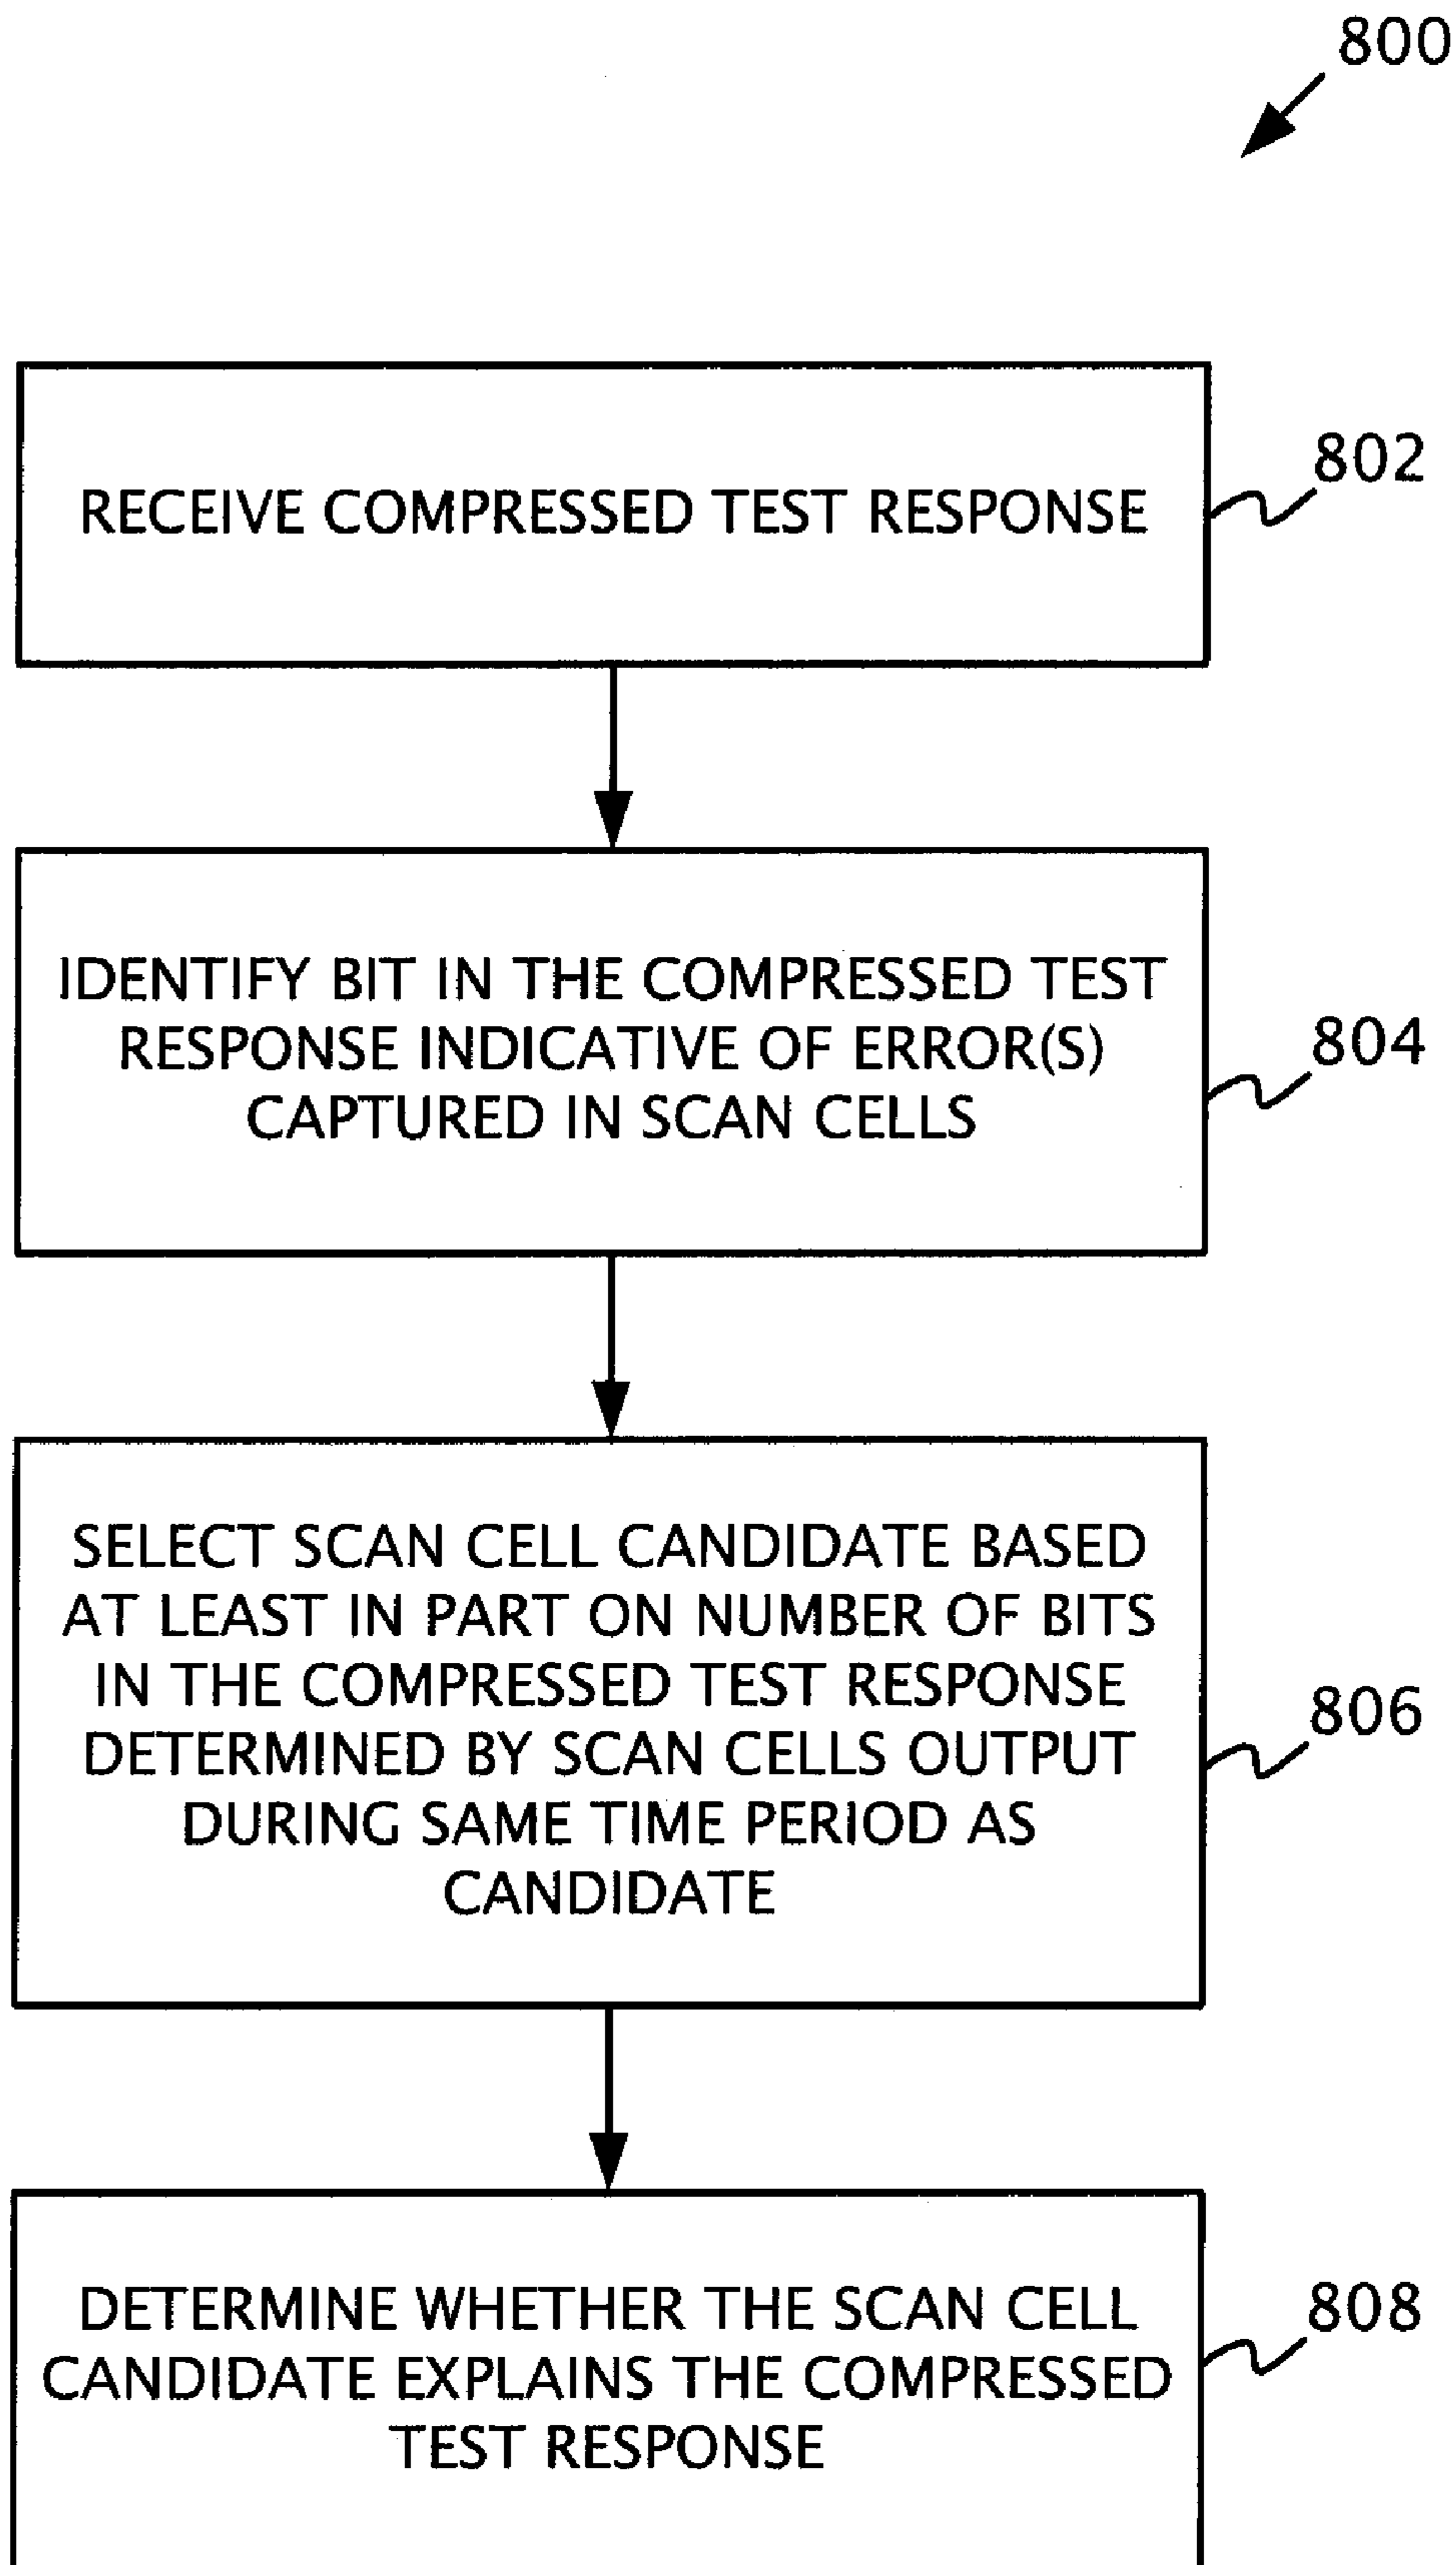 800
RECEIVE COMPRESSED TEST RESPONSE
802
IDENTIFY BIT IN THE COMPRESSED TEST
RESPONSE INDICATIVE OF ERROR(S)
CAPTURED IN SCAN CELLS
804
SELECT SCAN CELL CANDIDATE BASED
AT LEAST IN PART ON NUMBER OF BITS
IN THE COMPRESSED TEST RESPONSE
DETERMINED BY SCAN CELLS OUTPUT
DURING SAME TIME PERIOD AS
CANDIDATE
806
DETERMINE WHETHER THE SCAN CELL
CANDIDATE EXPLAINS THE COMPRESSED
TEST RESPONSE
808